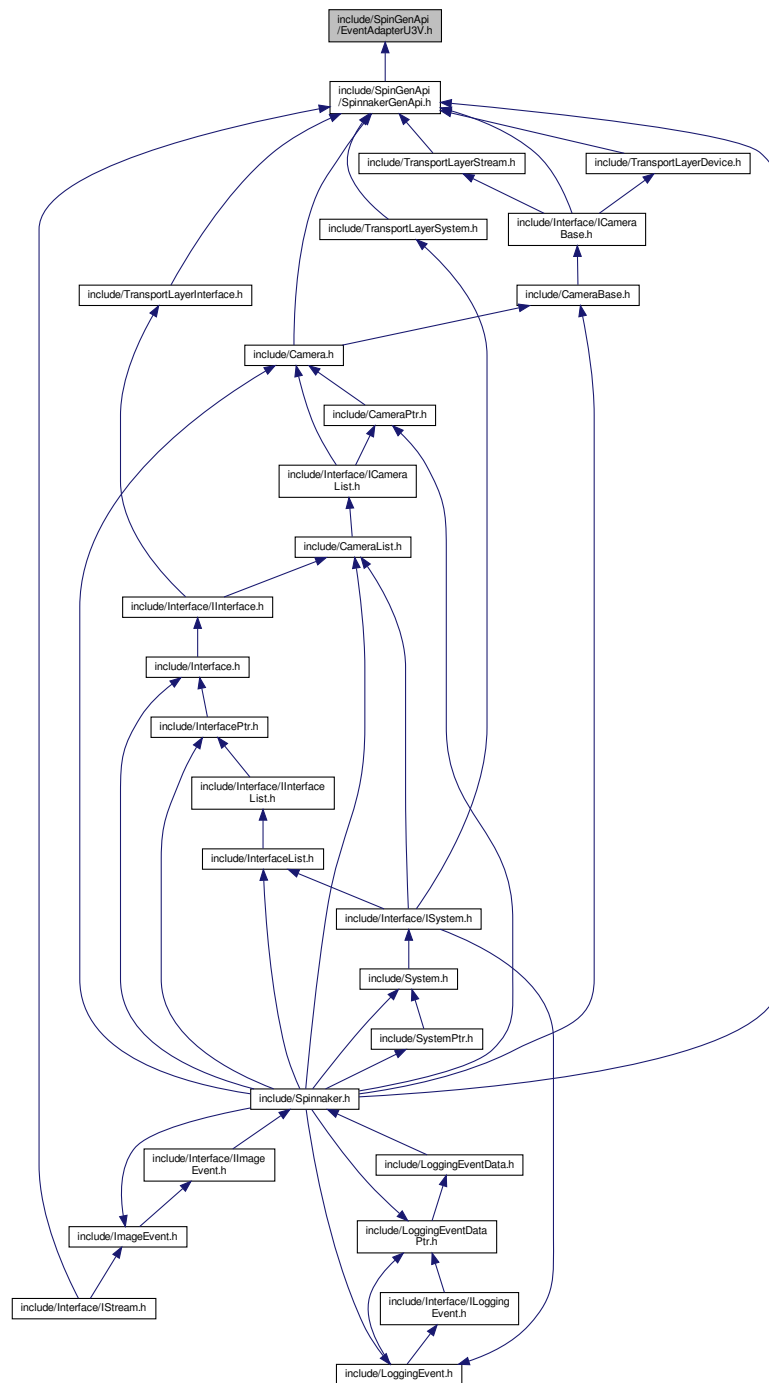 include/SpinGenApi
/EventAdapterU3V.h
include/SpinGenApi
/SpinnakerGenApi.h
include/TransportLayerStream.h
include/TransportLayerDevice.h
include/TransportLayerSystem.h
include/Interface/ICamera
Base.h
include/TransportLayerInterface.h
include/CameraBase.h
include/Camera.h
include/CameraPtr.h
include/Interface/ICamera
List.h
include/CameraList.h
include/Interface/IInterface.h
include/Interface.h
include/InterfacePtr.h
include/Interface/IInterface
List.h
include/InterfaceList.h
include/Interface/ISystem.h
include/System.h
include/SystemPtr.h
include/Spinnaker.h
include/Interface/IImage
Event.h
include/LoggingEventData.h
include/ImageEvent.h
include/LoggingEventData
Ptr.h
include/Interface/IStream.h
include/Interface/ILogging
Event.h
include/LoggingEvent.h